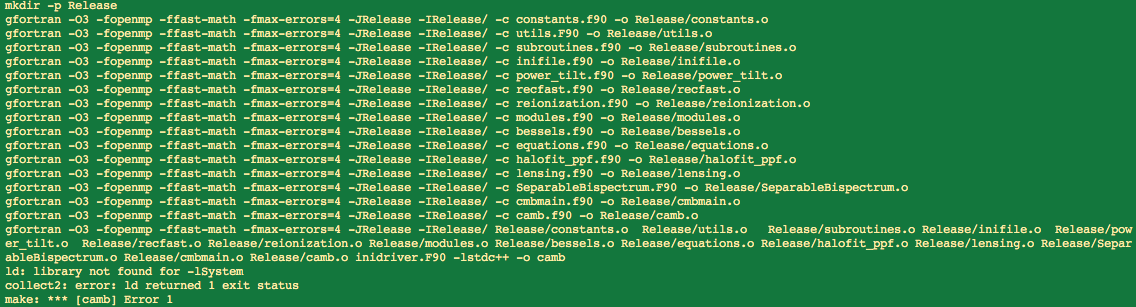 mkdir -p Release
gfortran -O3 -fopenmp -ffast-math -fmax-errors=4 -JRelease -IRelease/ -c constants.f90 -o Release/constants.o
gfortran -O3 -fopenmp -ffast-math -fmax-errors=4 -JRelease -IRelease/ -c utils.F90 -o Release/utils.o
gfortran -O3 -fopenmp -ffast-math -fmax-errors=4 -JRelease -IRelease/ -c subroutines.f90 -o Release/subroutines.o
gfortran -O3 -fopenmp -ffast-math -fmax-errors=4 -JRelease -IRelease/ -c inifile.f90 -o Release/inifile.o
gfortran -O3 -fopenmp -ffast-math -fmax-errors=4 -JRelease -IRelease/ -c power_tilt.f90 -o Release/power_tilt.o
gfortran -O3 -fopenmp -ffast-math -fmax-errors=4 -JRelease -IRelease/ -c recfast.f90 -o Release/recfast.o
gfortran -O3 -fopenmp -ffast-math -fmax-errors=4 -JRelease -IRelease/ -c reionization.f90 -o Release/reionization.o
gfortran -O3 -fopenmp -ffast-math -fmax-errors=4 -JRelease -IRelease/ -c modules.f90 -o Release/modules.o
gfortran -O3 -fopenmp -ffast-math -fmax-errors=4 -JRelease -IRelease/ -c bessels.f90 -o Release/bessels.o
gfortran -O3 -fopenmp -ffast-math -fmax-errors=4 -JRelease -IRelease/ -c equations.f90 -o Release/equations.o
gfortran -O3 -fopenmp -ffast-math -fmax-errors=4 -JRelease -IRelease/ -c halofit_ppf.f90 -o Release/halofit_ppf.o
gfortran -O3 -fopenmp -ffast-math -fmax-errors=4 -JRelease -IRelease/ -c lensing.f90 -o Release/lensing.o
gfortran -O3 -fopenmp -ffast-math -fmax-errors=4 -JRelease -IRelease/ -c SeparableBispectrum.F90 -o Release/SeparableBispectrum.o
gfortran -O3 -fopenmp -ffast-math -fmax-errors=4 -JRelease -IRelease/ -c cmbmain.f90 -o Release/cmbmain.o
gfortran -O3 -fopenmp -ffast-math -fmax-errors=4 -JRelease -IRelease/ -c camb.f90 -o Release/camb.o
gfortran -O3 -fopenmp -ffast-math -fmax-errors=4 -JRelease -IRelease/ Release/constants.o  Release/utils.o   Release/subroutines.o Release/inifile.o  Release/pow
er_tilt.o  Release/recfast.o Release/reionization.o Release/modules.o Release/bessels.o Release/equations.o Release/halofit_ppf.o Release/lensing.o Release/Separ
ableBispectrum.o Release/cmbmain.o Release/camb.o inidriver.F90 -lstdc++ -o camb
ld: library not found for -lSystem
collect2: error: ld returned 1 exit status
make: *** [camb] Error 1